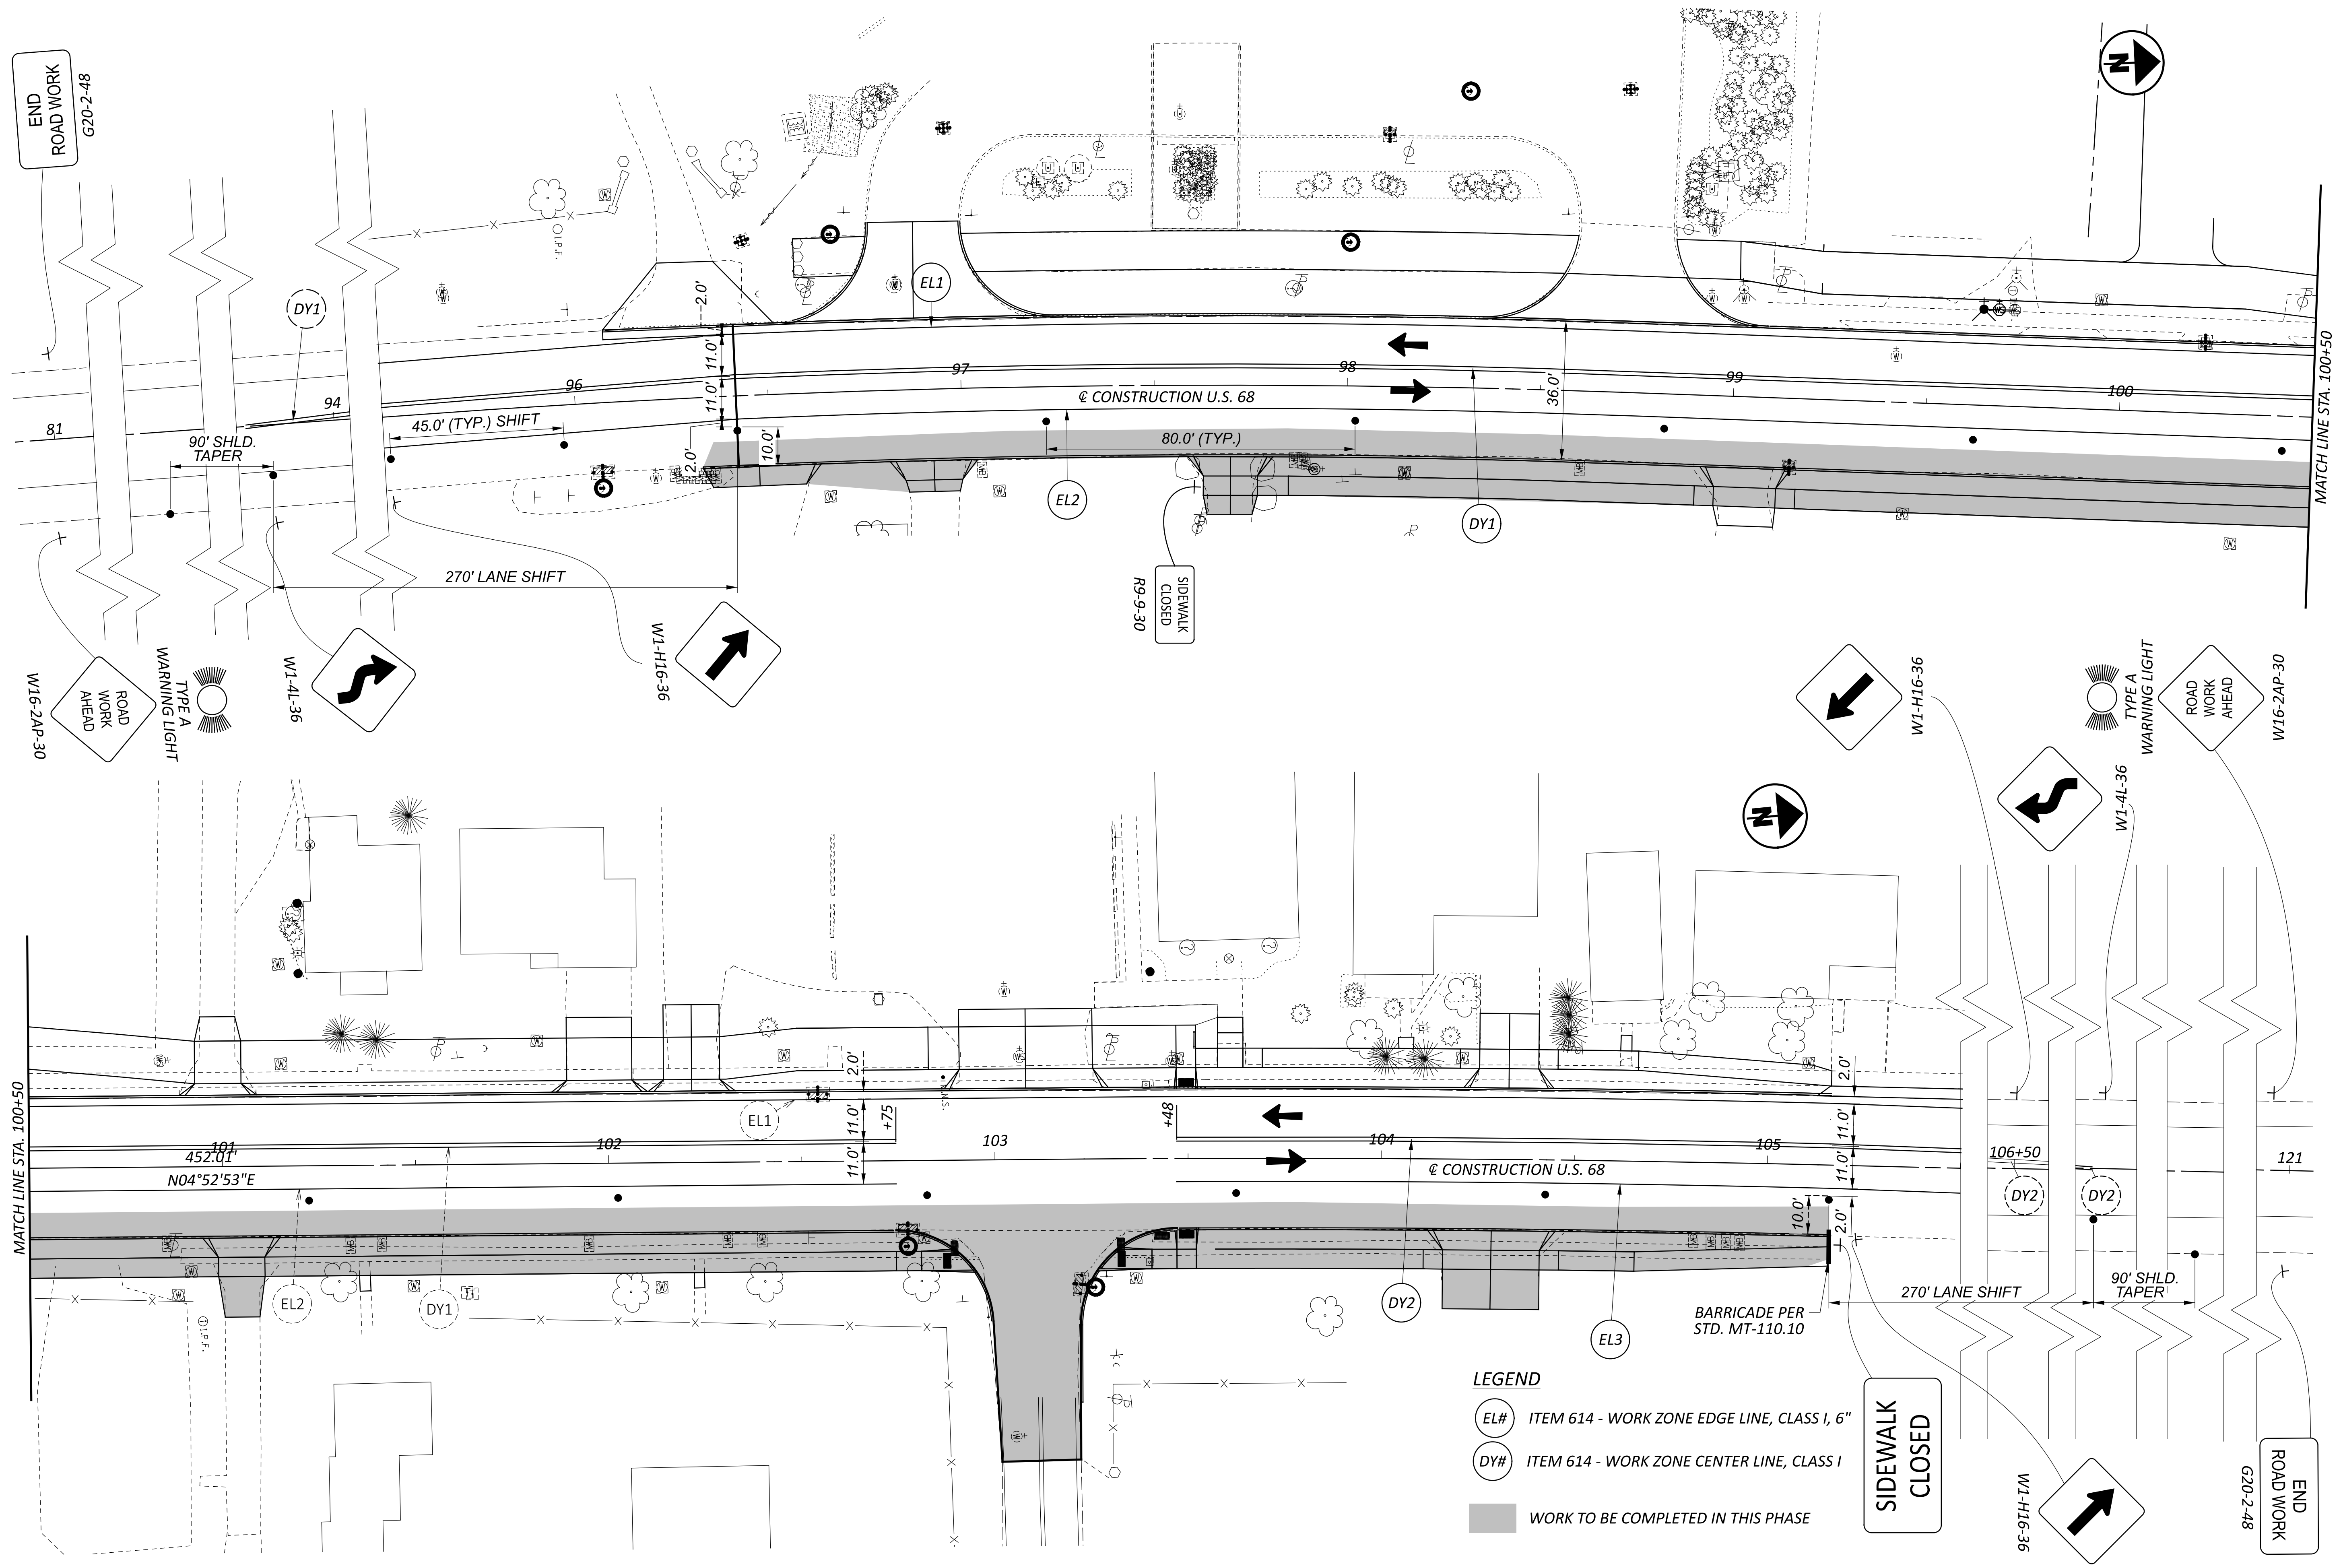 END
ROAD WORK
G20-2-48
N
DY1
I.P.F.
EL1
2.0'
11.0'
11.0'
2.0'
10.0'
36.0'
81
94
96
97
98
99
100
℄ CONSTRUCTION U.S. 68
45.0' (TYP.) SHIFT
90' SHLD.
TAPER
80.0' (TYP.)
EL2
DY1
270' LANE SHIFT
MATCH LINE STA. 100+50
SIDEWALK
CLOSED
R9-9-30
ROAD
WORK
AHEAD
W16-2AP-30
TYPE A
WARNING LIGHT
W1-4L-36
W1-H16-36
W1-H16-36
TYPE A
WARNING LIGHT
ROAD
WORK
AHEAD
W16-2AP-30
W1-4L-36
N
MATCH LINE STA. 100+50
EL1
2.0'
11.0'
11.0'
+75
+48
M.N.S.
101
452.01'
N04°52'53"E
102
103
104
105
106+50
121
℄ CONSTRUCTION U.S. 68
2.0'
11.0'
11.0'
10.0'
2.0'
DY2
DY2
EL2
DY1
I.P.F.
DY2
EL3
BARRICADE PER
STD. MT-110.10
270' LANE SHIFT
90' SHLD.
TAPER
LEGEND
EL# ITEM 614 - WORK ZONE EDGE LINE, CLASS I, 6"
DY# ITEM 614 - WORK ZONE CENTER LINE, CLASS I
WORK TO BE COMPLETED IN THIS PHASE
SIDEWALK
CLOSED
W1-H16-36
END
ROAD WORK
G20-2-48